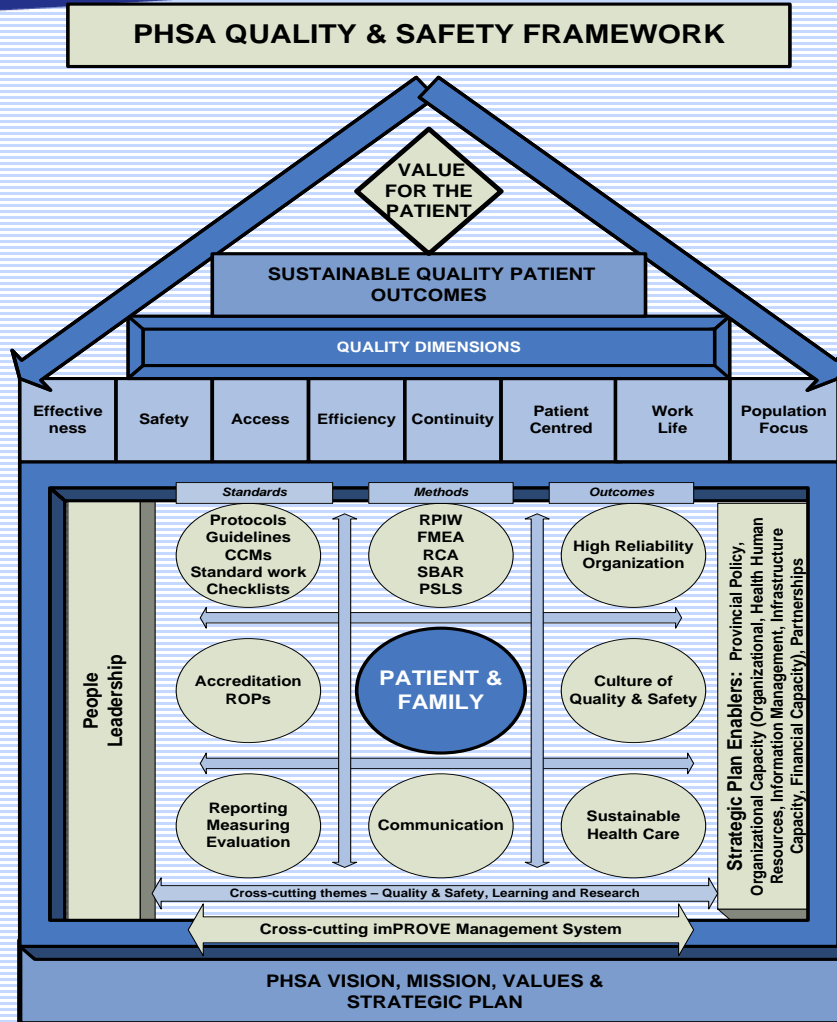 PHSA QUALITY & SAFETY FRAMEWORK
VALUE
FOR THE
PATIENT
SUSTAINABLE QUALITY PATIENT
OUTCOMES
QUALITY DIMENSIONS
Effective
ness
Safety
Access
Efficiency
Continuity
Patient
Centred
Work
Life
Population
Focus
Standards
Methods
Outcomes
People
Leadership
Protocols
Guidelines
CCMs
Standard work
Checklists
RPIW
FMEA
RCA
SBAR
PSLS
High Reliability
Organization
Accreditation
ROPs
PATIENT &
FAMILY
Culture of
Quality & Safety
Reporting
Measuring
Evaluation
Communication
Sustainable
Health Care
Strategic Plan Enablers: Provincial Policy,
Organizational Capacity (Organizational, Health Human
Resources, Information Management, Infrastructure
Capacity, Financial Capacity), Partnerships
Cross-cutting themes – Quality & Safety, Learning and Research
Cross-cutting imPROVE Management System
PHSA VISION, MISSION, VALUES &
STRATEGIC PLAN